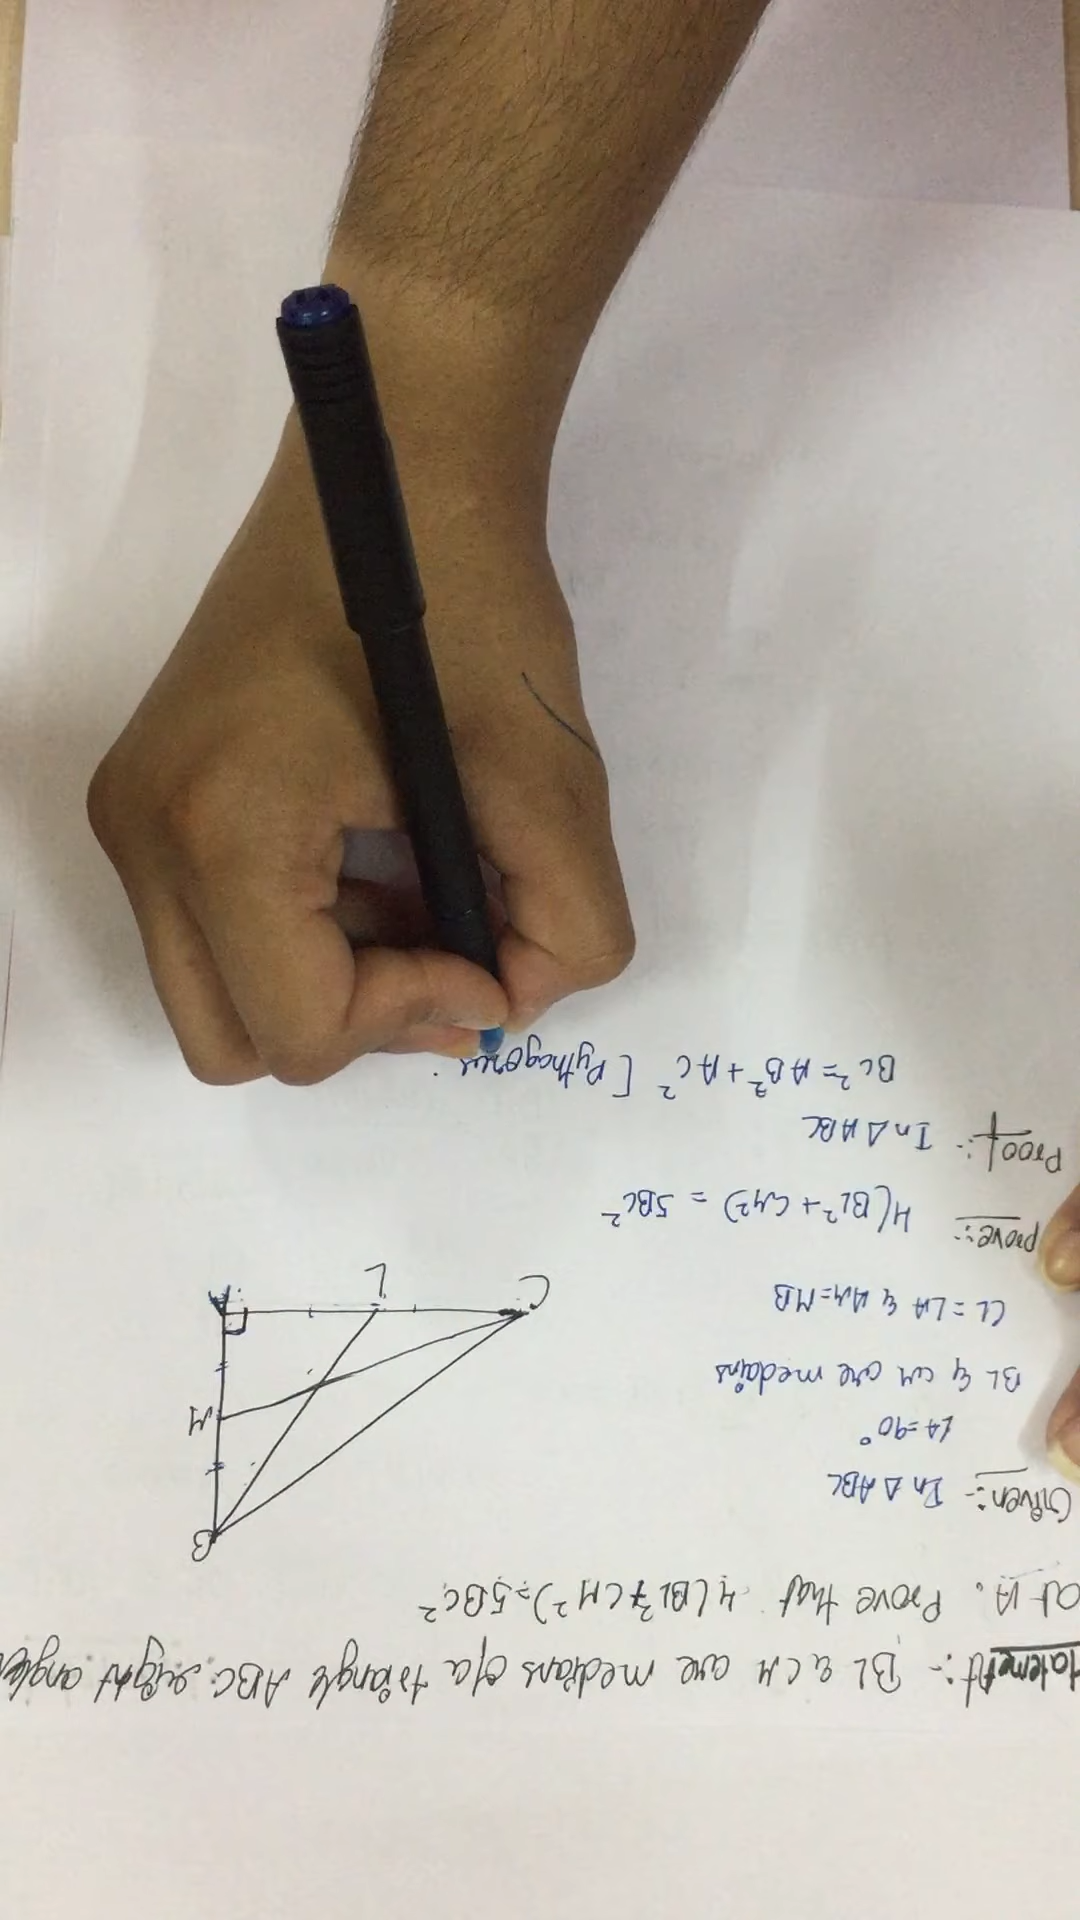 Statement:- BL & CM are medians of a triangle ABC right angle
at A. Prove that 4(BL²+CM²)=5BC²
Given:- In △ ABC
∠A=90°
BL & CM are medains
CL = LA & AM=MB
prove:- 4(BL²+CM²) = 5BC²
Proof:- In △ ABC
BC²= AB²+AC² [Pythagorus
B
M
A
L
C